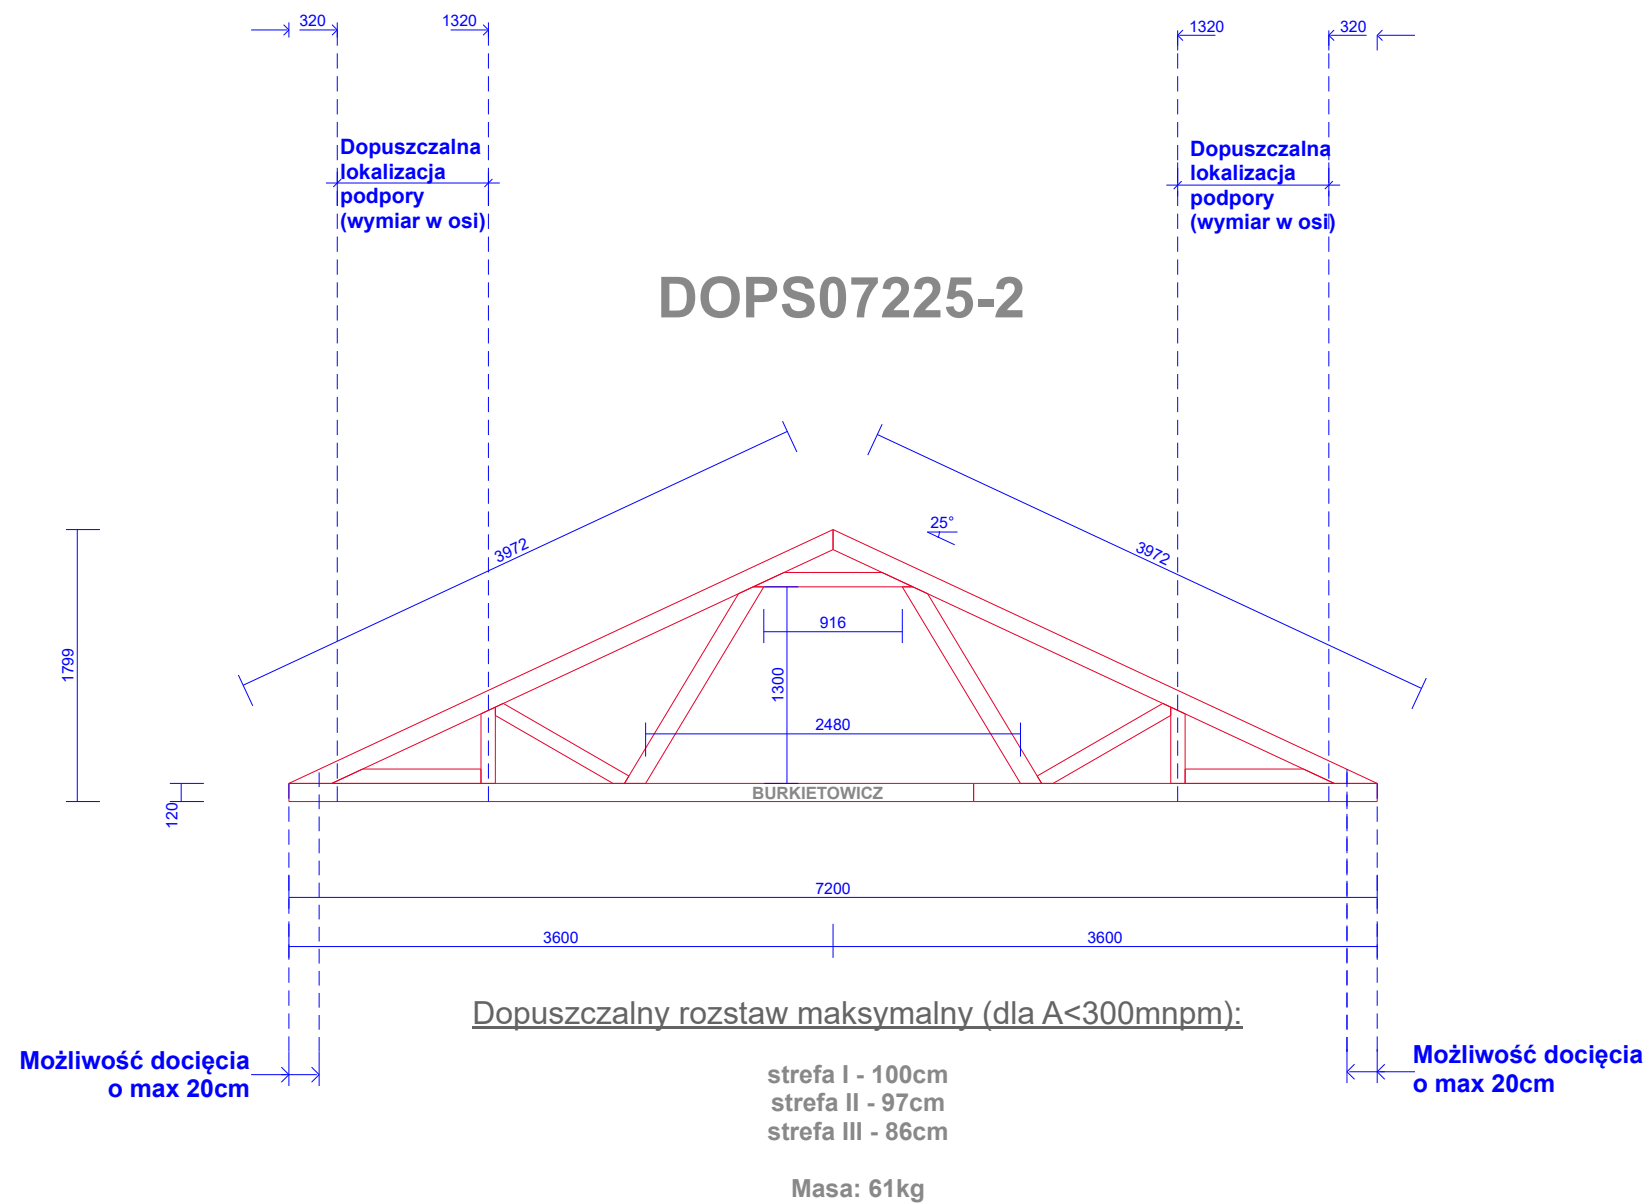 320
1320
1320
320
Dopuszczalna
lokalizacja
podpory
(wymiar w osi)
Dopuszczalna
lokalizacja
podpory
(wymiar w osi)
DOPS07225-2
25°
3972
3972
916
1799
1300
2480
BURKIETOWICZ
120
7200
3600
3600
Dopuszczalny rozstaw maksymalny (dla A<300mnpm):
Możliwość docięcia
o max 20cm
Możliwość docięcia
o max 20cm
strefa I - 100cm
strefa II - 97cm
strefa III - 86cm
Masa: 61kg